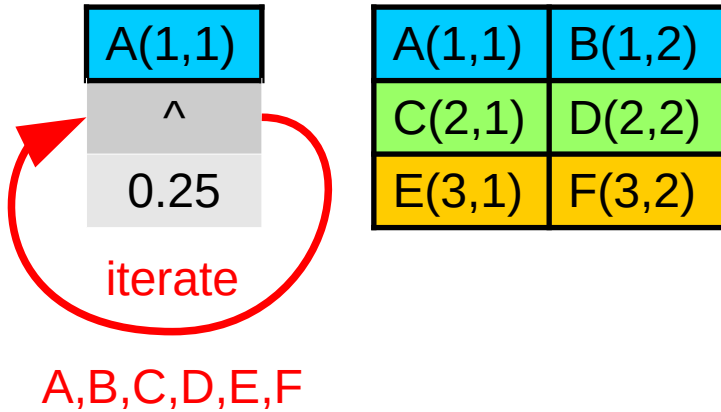 A(1,1)
^
0.25
iterate
A,B,C,D,E,F
A(1,1) B(1,2)
C(2,1) D(2,2)
E(3,1) F(3,2)